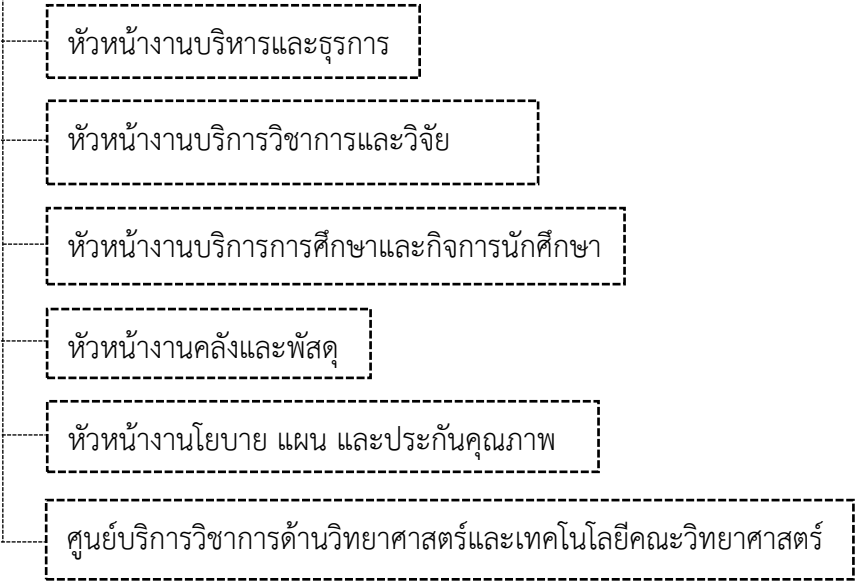 หัวหน้างานบริหารและธุรการ
หัวหน้างานบริการวิชาการและวิจัย
หัวหน้างานบริการการศึกษาและกิจการนักศึกษา
หัวหน้างานคลังและพัสดุ
หัวหน้างานโยบาย แผน และประกันคุณภาพ
ศูนย์บริการวิชาการด้านวิทยาศาสตร์และเทคโนโลยีคณะวิทยาศาสตร์